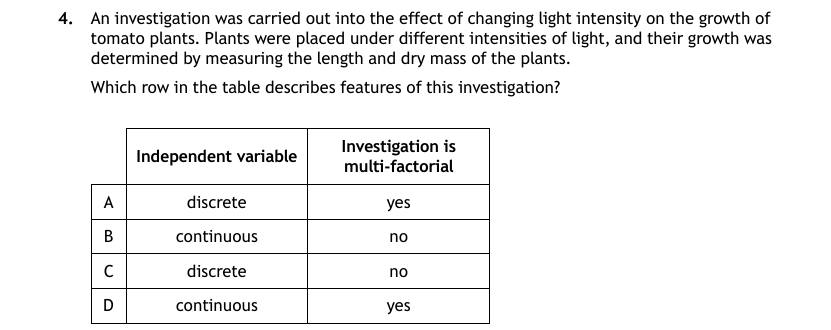 4. An investigation was carried out into the effect of changing light intensity on the growth of
tomato plants. Plants were placed under different intensities of light, and their growth was
determined by measuring the length and dry mass of the plants.
Which row in the table describes features of this investigation?
Independent variable Investigation is
multi-factorial
A discrete yes
B continuous no
C discrete no
D continuous yes